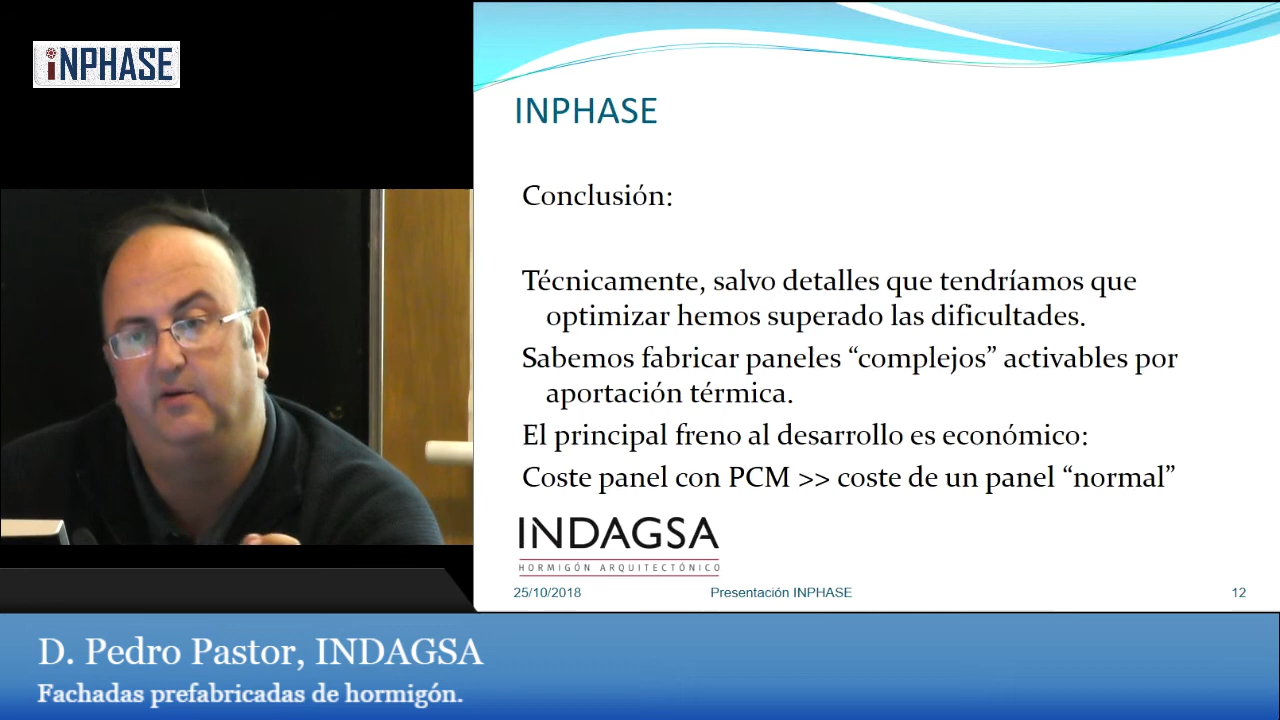 iNPHASE
INPHASE
Conclusión:
Técnicamente, salvo detalles que tendríamos que
optimizar hemos superado las dificultades.
Sabemos fabricar paneles “complejos” activables por
aportación térmica.
El principal freno al desarrollo es económico:
Coste panel con PCM >> coste de un panel “normal”
INDAGSA
HORMIGÓN ARQUITECTÓNICO
25/10/2018 Presentación INPHASE 12
D. Pedro Pastor, INDAGSA
Fachadas prefabricadas de hormigón.